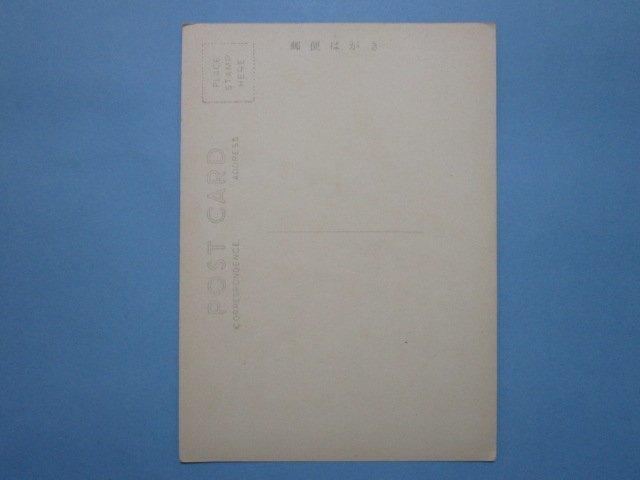 郵便はがき
PLACE
STAMP
HERE
POST CARD
CORRESPONDENCE
ADDRESS